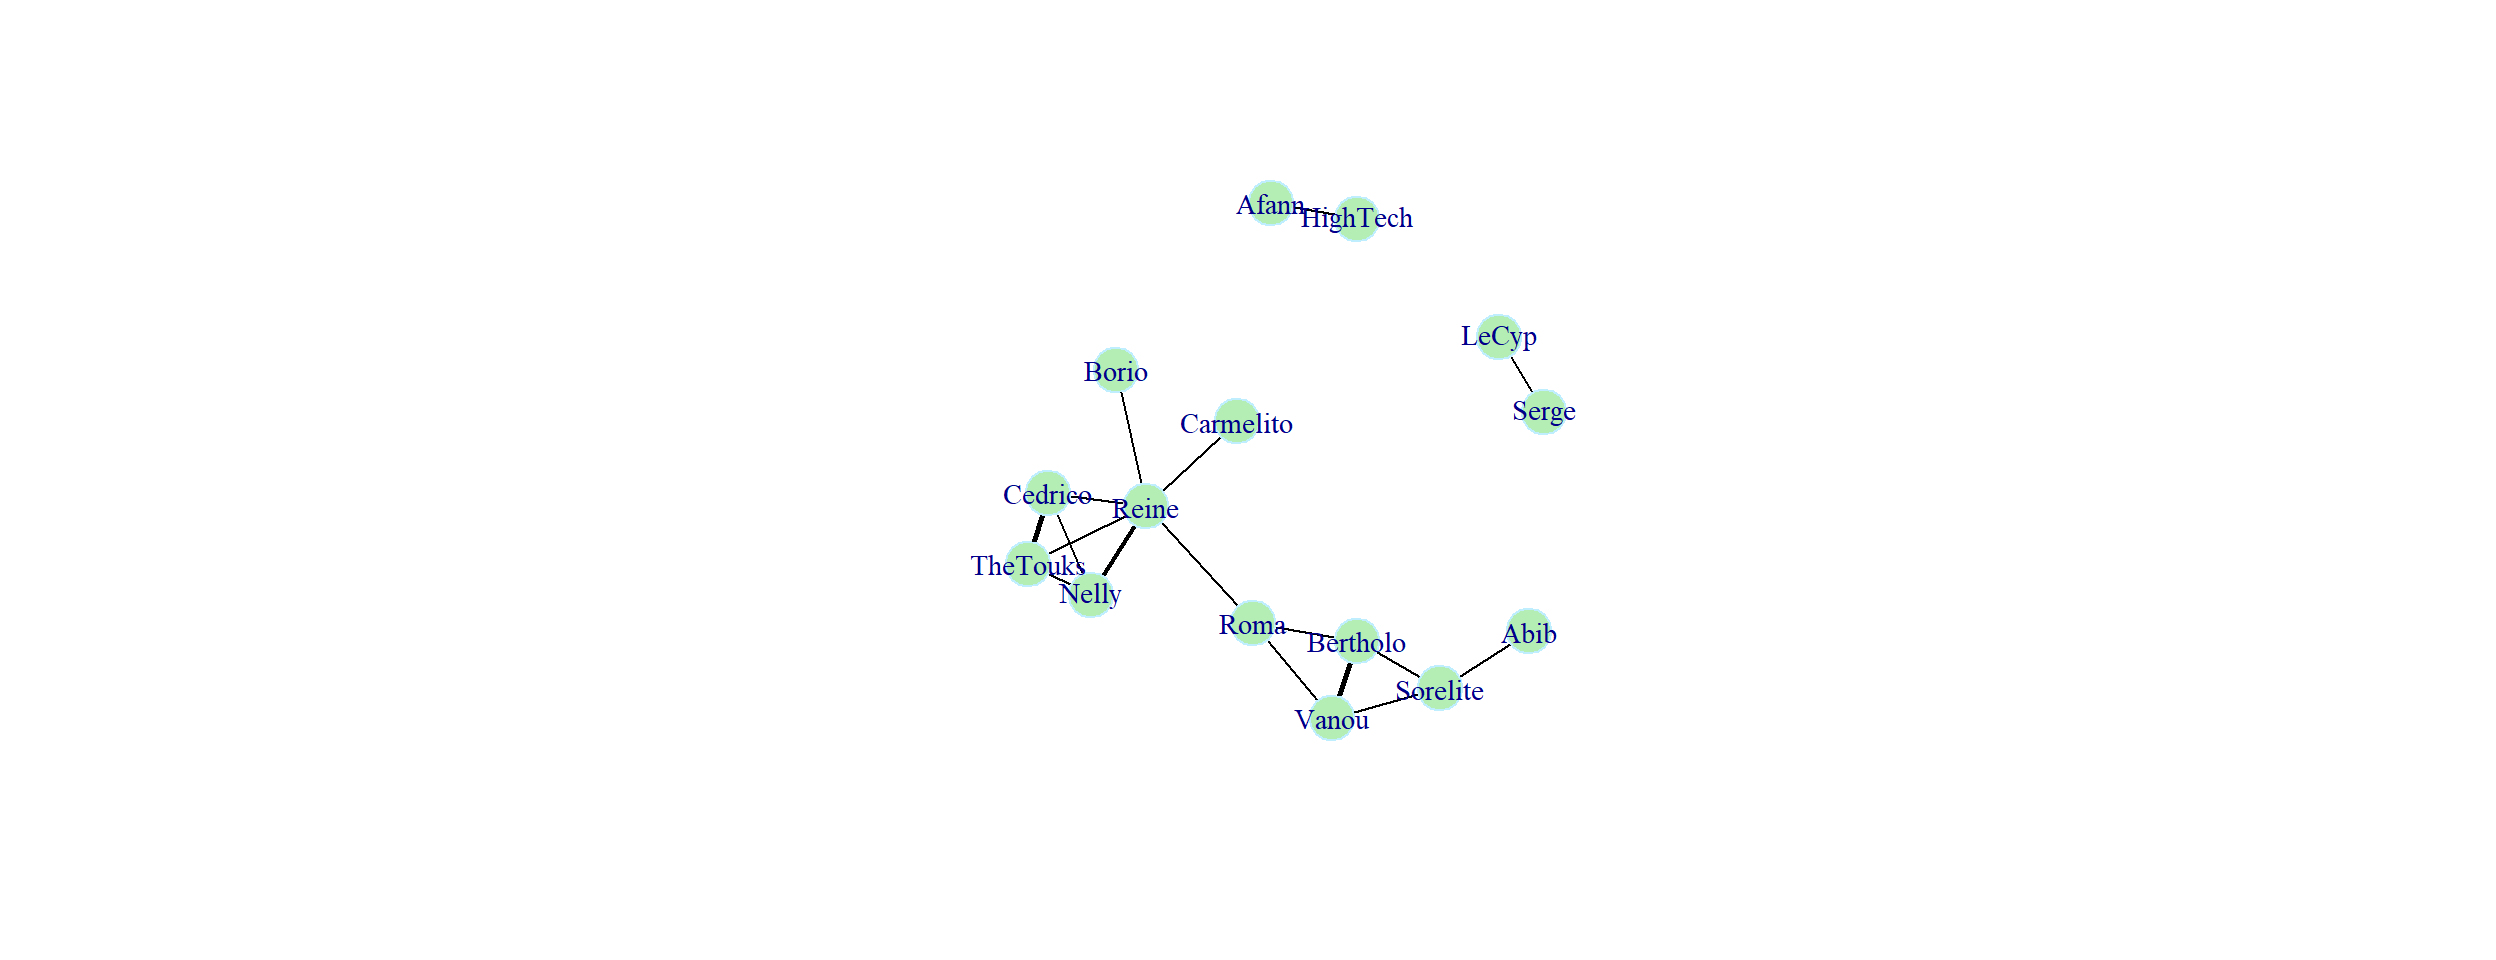 Afann
HighTech
LeCyp
Borio
Serge
Carmelito
Cedrico
Reine
TheTouks
Nelly
Roma
Bertholo
Abib
Sorelite
Vanou